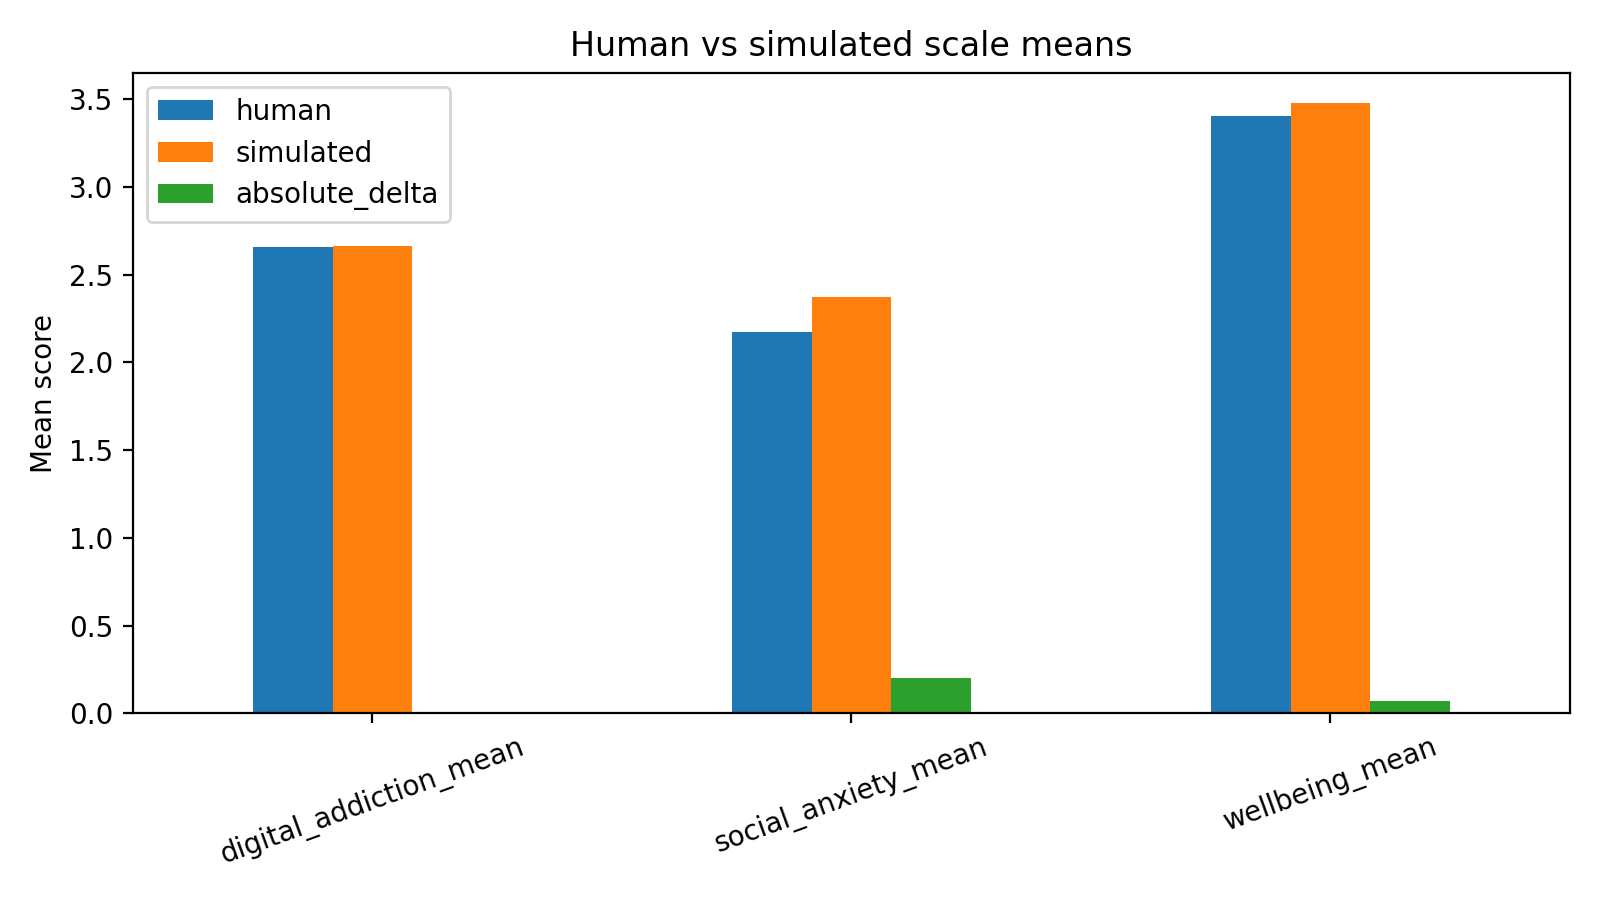 Human vs simulated scale means
human
simulated
absolute_delta
Mean score
3.5
3.0
2.5
2.0
1.5
1.0
0.5
0.0
digital_addiction_mean
social_anxiety_mean
wellbeing_mean